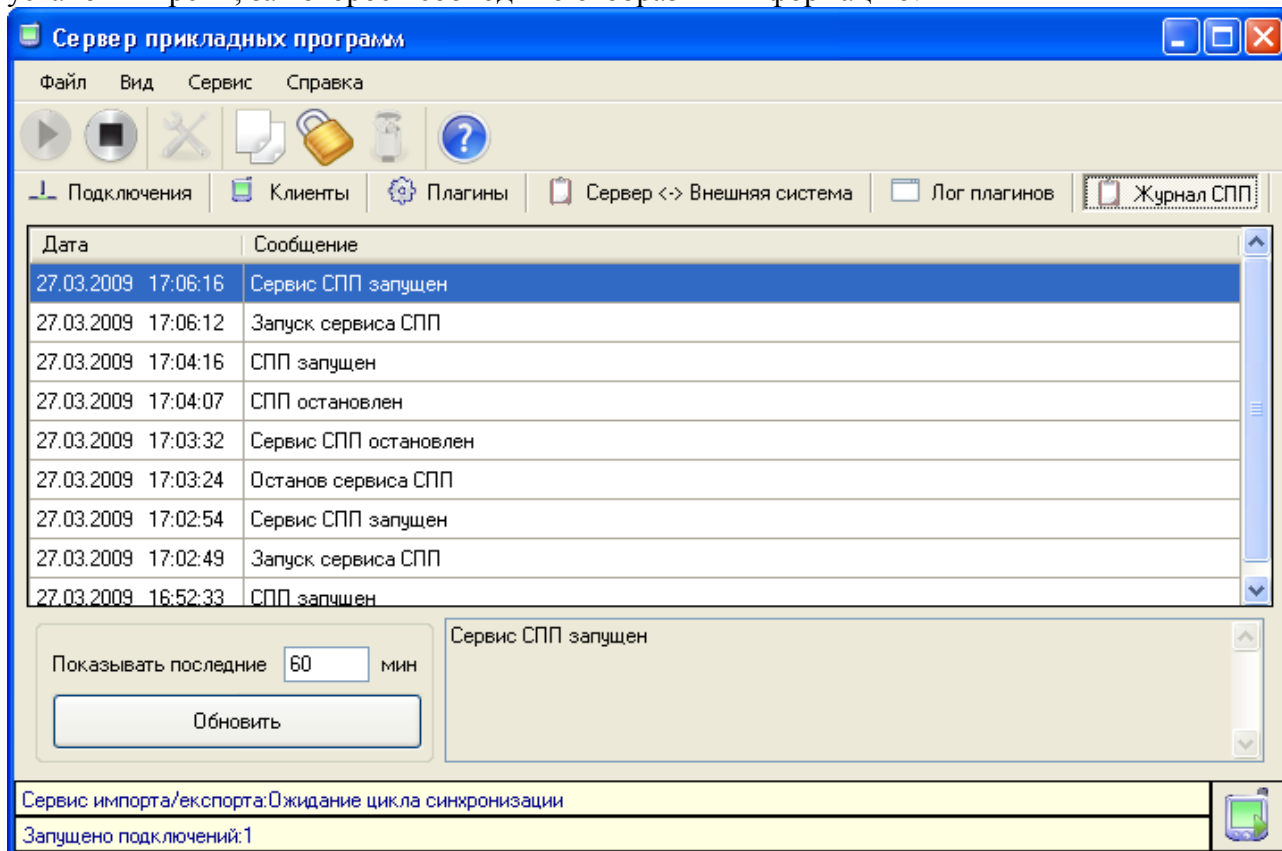 Сервер прикладных программ
Файл Вид Сервис Справка
Подключения Клиенты Плагины Сервер <-> Внешняя система Лог плагинов Журнал СПП
Дата Сообщение
27.03.2009 17:06:16 Сервис СПП запущен
27.03.2009 17:06:12 Запуск сервиса СПП
27.03.2009 17:04:16 СПП запущен
27.03.2009 17:04:07 СПП остановлен
27.03.2009 17:03:32 Сервис СПП остановлен
27.03.2009 17:03:24 Останов сервиса СПП
27.03.2009 17:02:54 Сервис СПП запущен
27.03.2009 17:02:49 Запуск сервиса СПП
27.03.2009 16:52:33 СПП запущен
Показывать последние 60 мин
Обновить
Сервис СПП запущен
Сервис импорта/експорта:Ожидание цикла синхронизации
Запущено подключений:1